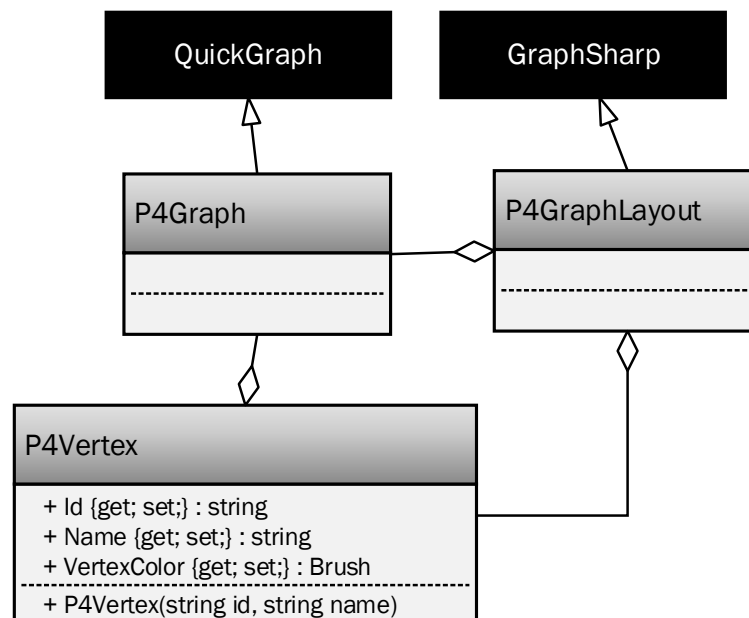 QuickGraph
GraphSharp
P4Graph
P4GraphLayout
P4Vertex
+ Id {get; set;} : string
+ Name {get; set;} : string
+ VertexColor {get; set;} : Brush
+ P4Vertex(string id, string name)